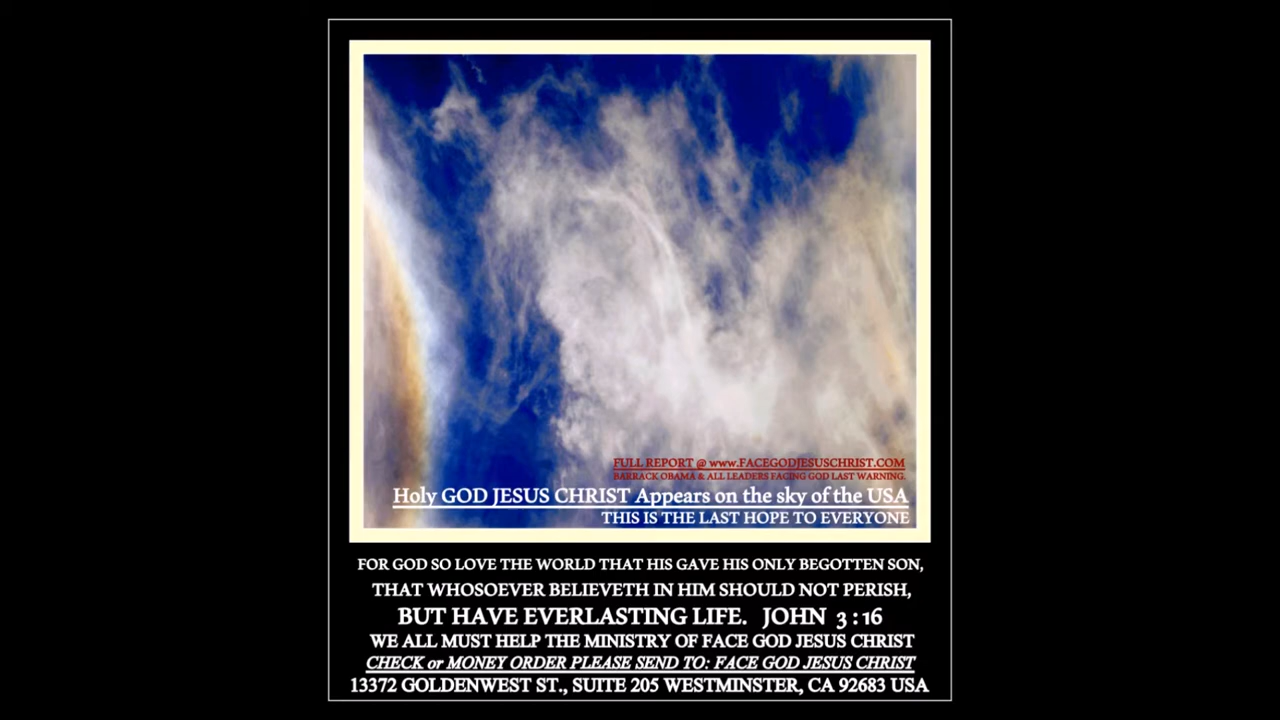 FULL REPORT @ www.FACEGODJESUSCHRIST.COM
BARRACK OBAMA & ALL LEADERS FACING GOD LAST WARNING.
Holy GOD JESUS CHRIST Appears on the sky of the USA
THIS IS THE LAST HOPE TO EVERYONE
FOR GOD SO LOVE THE WORLD THAT HIS GAVE HIS ONLY BEGOTTEN SON,
THAT WHOSOEVER BELIEVETH IN HIM SHOULD NOT PERISH,
BUT HAVE EVERLASTING LIFE. JOHN 3 : 16
WE ALL MUST HELP THE MINISTRY OF FACE GOD JESUS CHRIST
CHECK or MONEY ORDER PLEASE SEND TO: FACE GOD JESUS CHRIST
13372 GOLDENWEST ST., SUITE 205 WESTMINSTER, CA 92683 USA